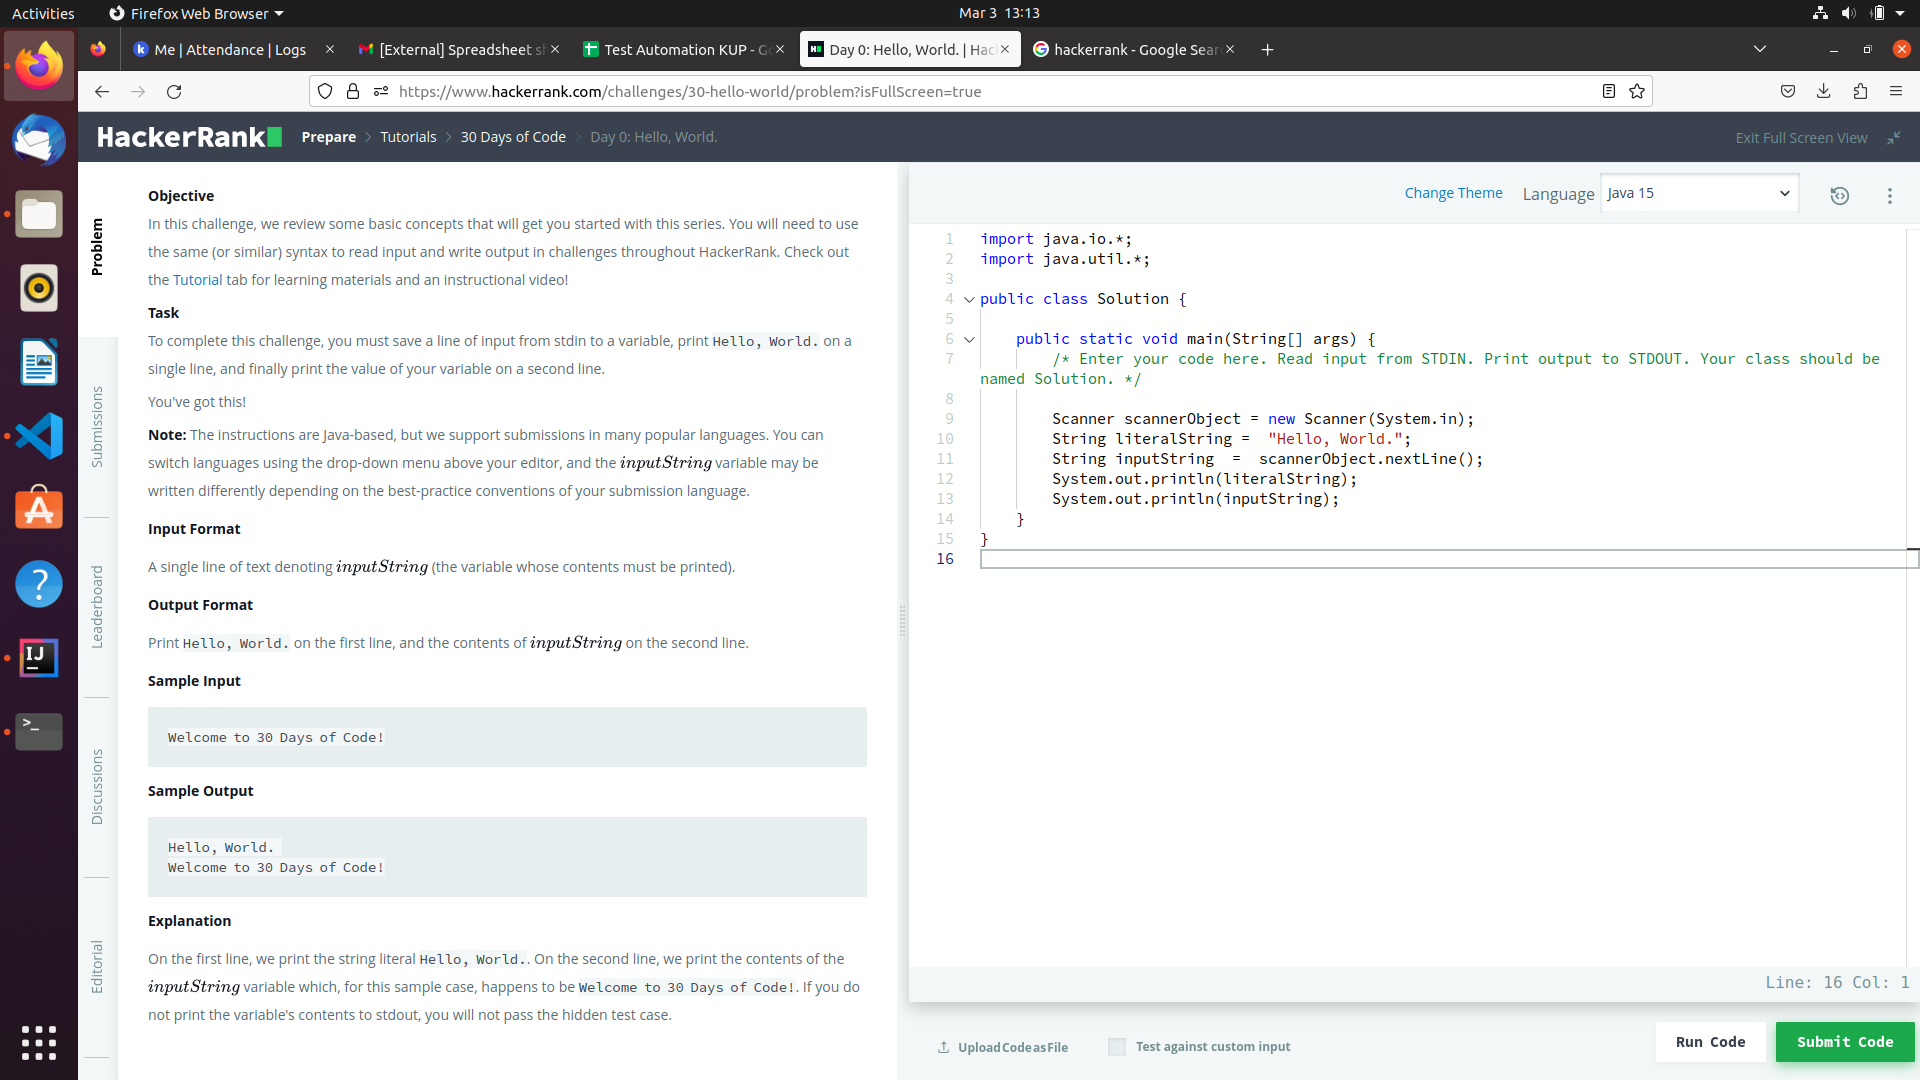 Activities
Firefox Web Browser
Mar 3 13:13
Me | Attendance | Logs
[External] Spreadsheet sh
Test Automation KUP - Go
Day 0: Hello, World. | Hac
hackerrank - Google Sear
https://www.hackerrank.com/challenges/30-hello-world/problem?isFullScreen=true
HackerRank
Prepare > Tutorials > 30 Days of Code > Day 0: Hello, World.
Exit Full Screen View
Problem
Submissions
Leaderboard
Discussions
Editorial
Objective
In this challenge, we review some basic concepts that will get you started with this series. You will need to use
the same (or similar) syntax to read input and write output in challenges throughout HackerRank. Check out
the Tutorial tab for learning materials and an instructional video!
Task
To complete this challenge, you must save a line of input from stdin to a variable, print Hello, World. on a
single line, and finally print the value of your variable on a second line.
You've got this!
Note: The instructions are Java-based, but we support submissions in many popular languages. You can
switch languages using the drop-down menu above your editor, and the inputString variable may be
written differently depending on the best-practice conventions of your submission language.
Input Format
A single line of text denoting inputString (the variable whose contents must be printed).
Output Format
Print Hello, World. on the first line, and the contents of inputString on the second line.
Sample Input
Welcome to 30 Days of Code!
Sample Output
Hello, World.
Welcome to 30 Days of Code!
Explanation
On the first line, we print the string literal Hello, World.. On the second line, we print the contents of the
inputString variable which, for this sample case, happens to be Welcome to 30 Days of Code!. If you do
not print the variable's contents to stdout, you will not pass the hidden test case.
Change Theme
Language
Java 15
1 import java.io.*;
2 import java.util.*;
3
4 public class Solution {
5
6 public static void main(String[] args) {
7 /* Enter your code here. Read input from STDIN. Print output to STDOUT. Your class should be
named Solution. */
8
9 Scanner scannerObject = new Scanner(System.in);
10 String literalString =  "Hello, World.";
11 String inputString  =  scannerObject.nextLine();
12 System.out.println(literalString);
13 System.out.println(inputString);
14 }
15 }
16
Line: 16 Col: 1
Upload Code as File
Test against custom input
Run Code
Submit Code
IJ